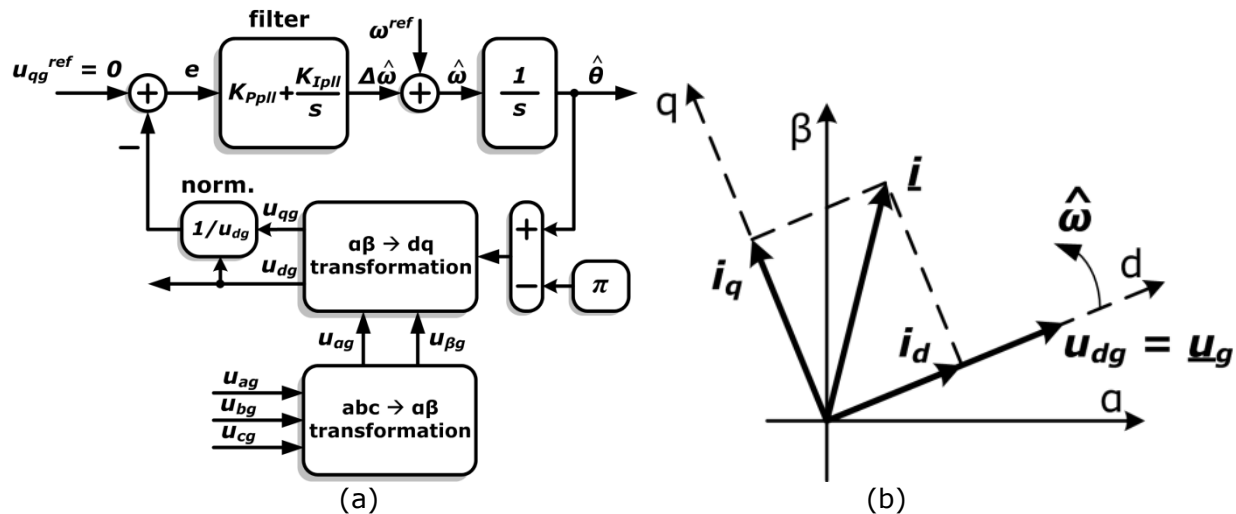 filter
ω^ref
u_qg^ref = 0
e
K_Ppll + K_Ipll / s
Δω̂
ω̂
1 / s
θ̂
+
+
−
norm.
1/u_dg
u_qg
u_dg
αβ → dq
transformation
+
−
π
u_αg
u_βg
u_ag
u_bg
u_cg
abc → αβ
transformation
(a)
q
β
i
ω̂
d
i_q
i_d
u_dg = u_g
α
(b)